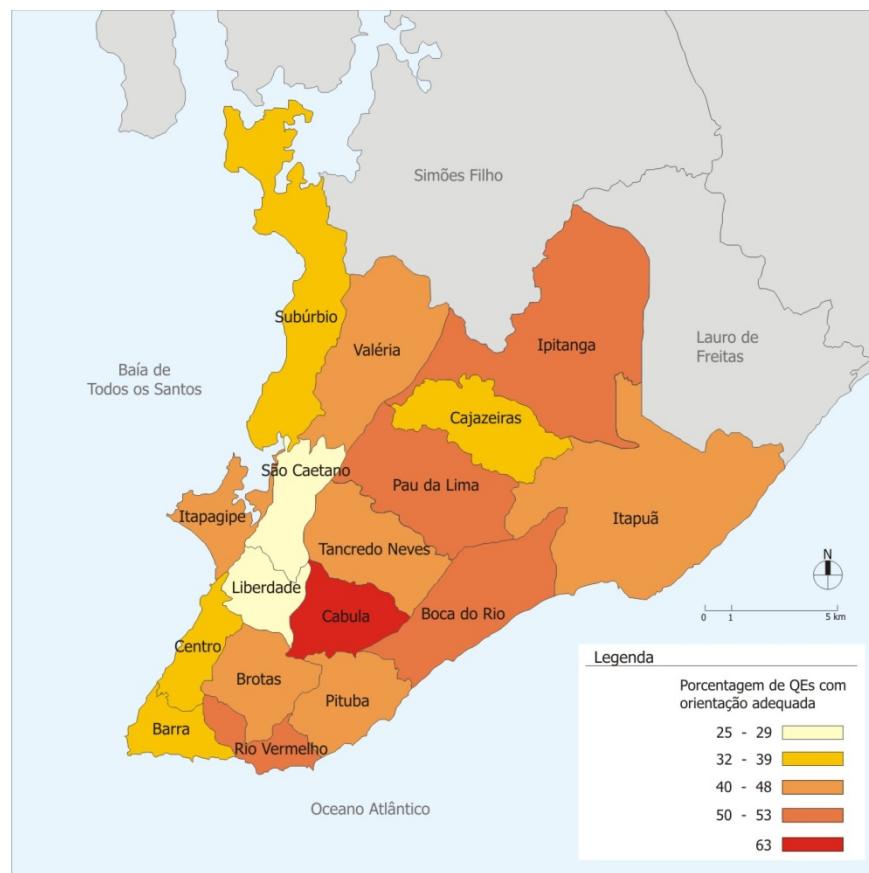 Simões Filho
Subúrbio
Valéria
Ipitanga
Lauro de
Freitas
Baía de
Todos os Santos
Cajazeiras
São Caetano
Pau da Lima
Itapagipe
Itapuã
Tancredo Neves
N
Liberdade
Cabula
Boca do Rio
0 1 5 km
Centro
Brotas
Pituba
Barra
Rio Vermelho
Oceano Atlântico
Legenda
Porcentagem de QEs com
orientação adequada
25 - 29
32 - 39
40 - 48
50 - 53
63